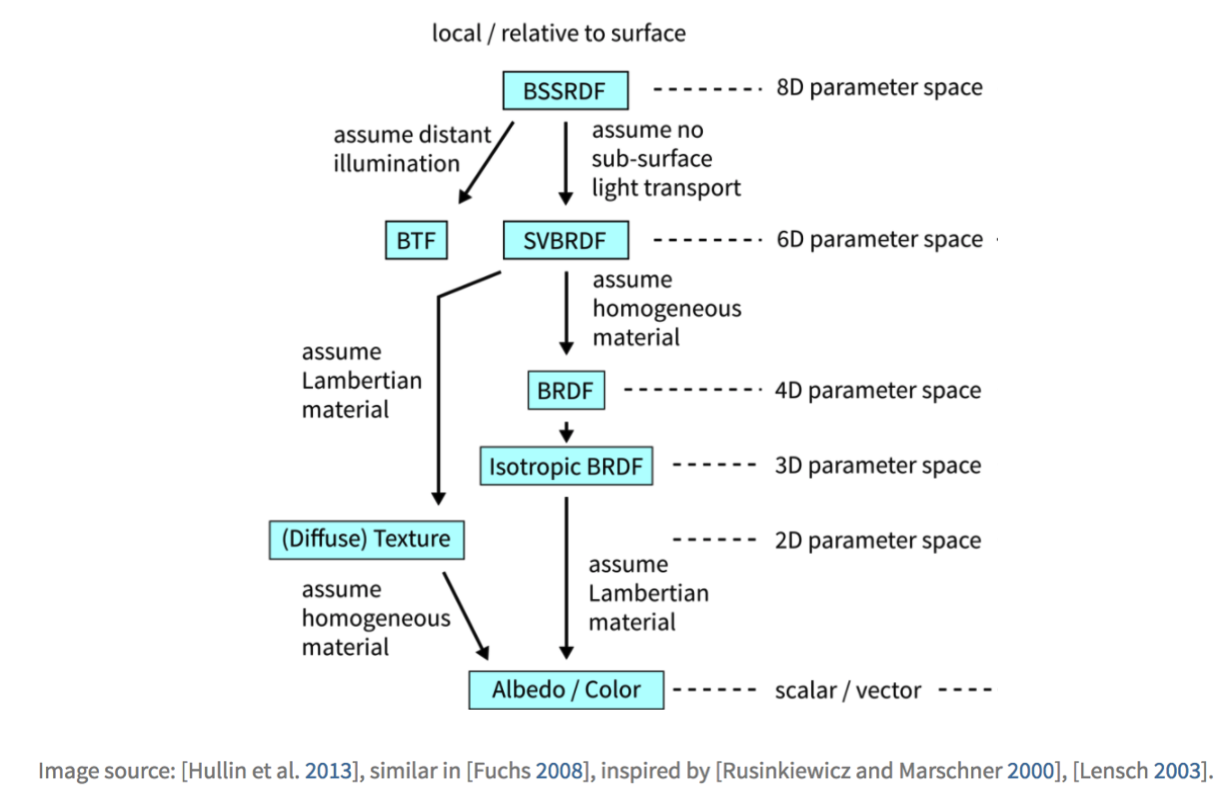 local / relative to surface
BSSRDF
8D parameter space
assume distant
illumination
assume no
sub-surface
light transport
BTF
SVBRDF
6D parameter space
assume
homogeneous
material
assume
Lambertian
material
BRDF
4D parameter space
Isotropic BRDF
3D parameter space
(Diffuse) Texture
2D parameter space
assume
homogeneous
material
assume
Lambertian
material
Albedo / Color
scalar / vector
Image source: [Hullin et al. 2013], similar in [Fuchs 2008], inspired by [Rusinkiewicz and Marschner 2000], [Lensch 2003].